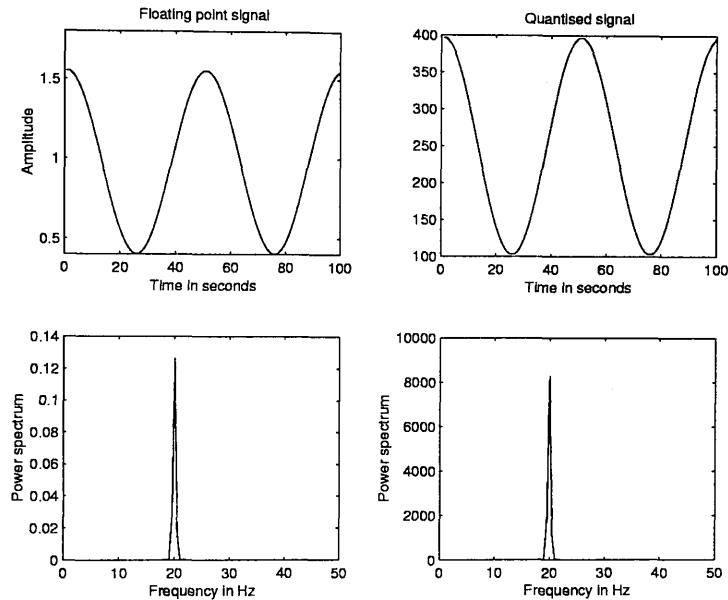 Floating point signal
Amplitude
1.5
1
0.5
0 20 40 60 80 100
Time in seconds
Quantised signal
400
350
300
250
200
150
100
0 20 40 60 80 100
Time in seconds
Power spectrum
0.14
0.12
0.1
0.08
0.06
0.04
0.02
0
0 10 20 30 40 50
Frequency in Hz
Power spectrum
10000
8000
6000
4000
2000
0
0 10 20 30 40 50
Frequency in Hz